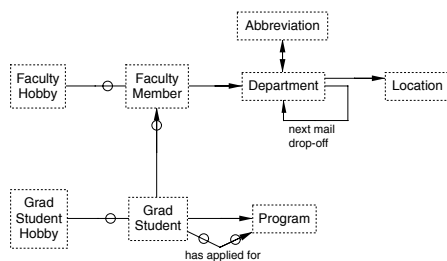 Abbreviation
Faculty
Hobby
Faculty
Member
Department
Location
next mail
drop-off
Grad
Student
Hobby
Grad
Student
Program
has applied for